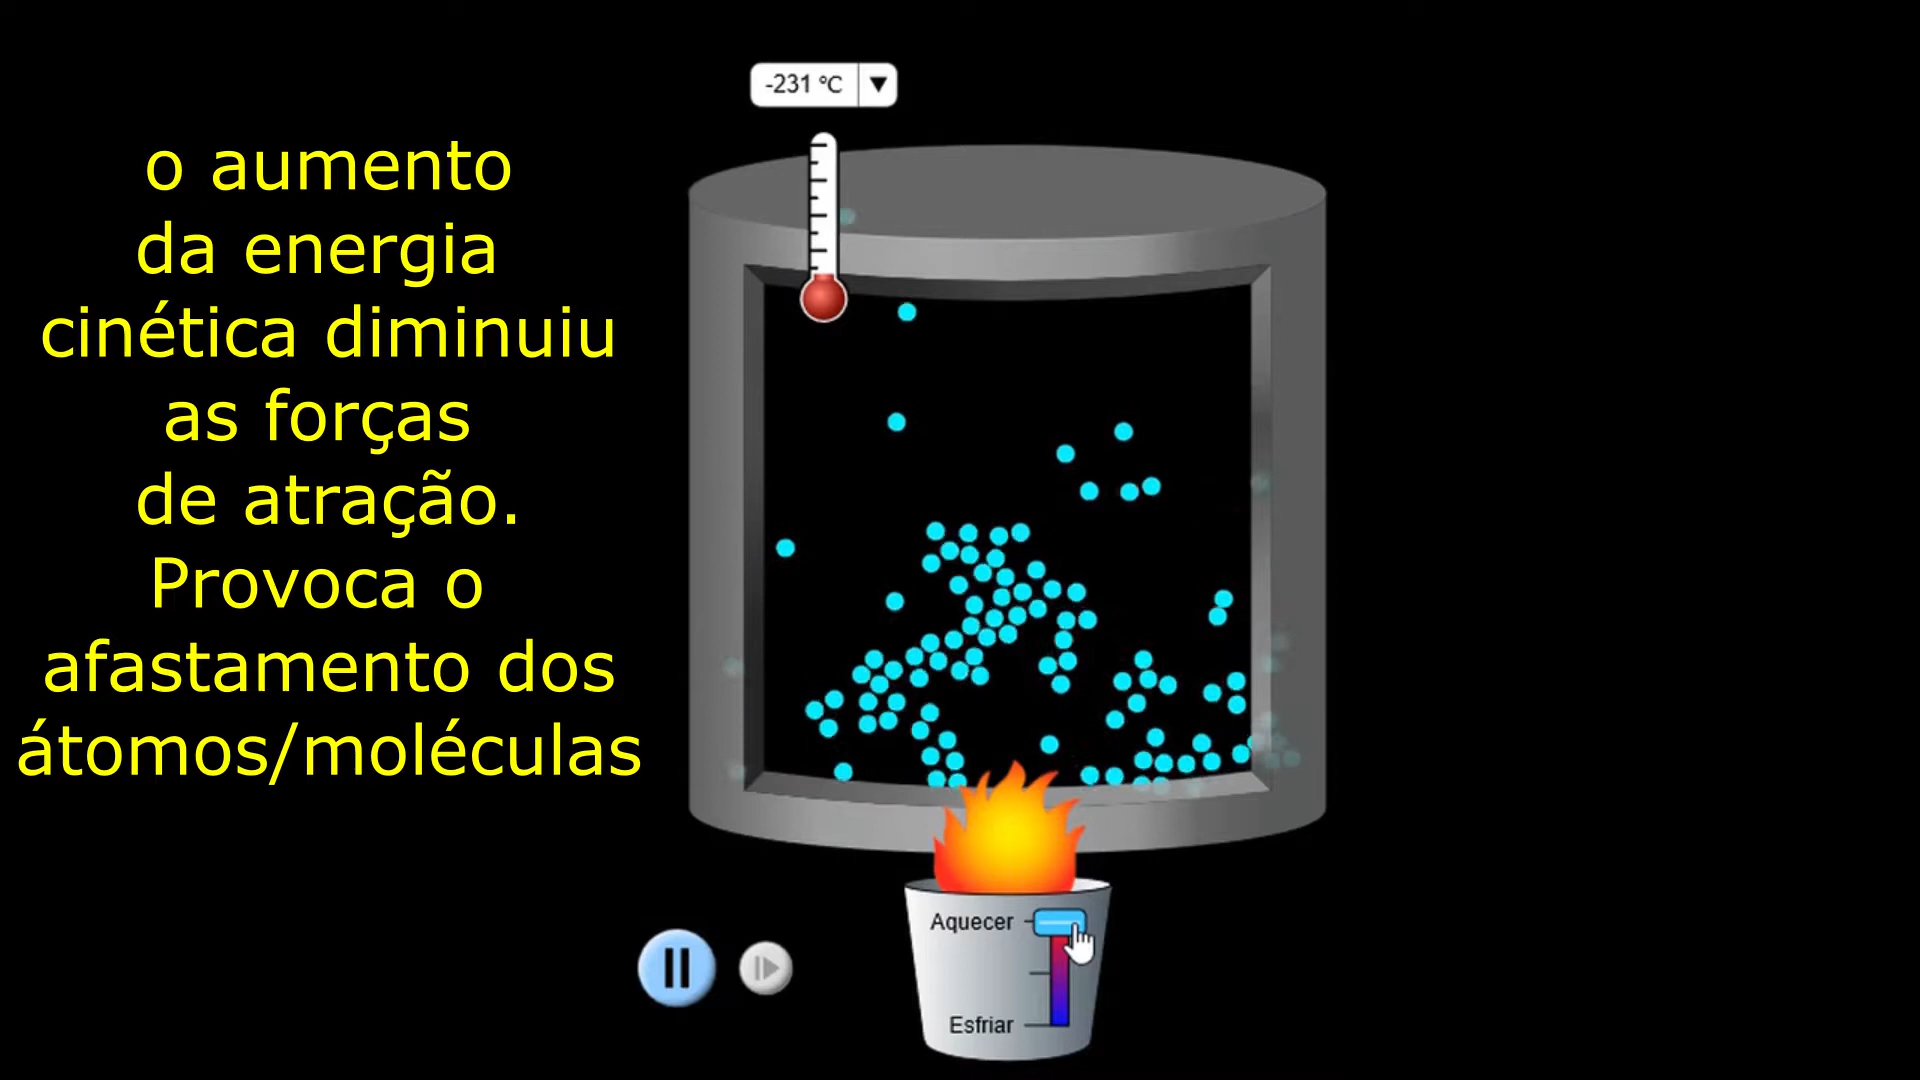 -231 °C
o aumento
da energia
cinética diminuiu
as forças
de atração.
Provoca o
afastamento dos
átomos/moléculas
Aquecer
Esfriar